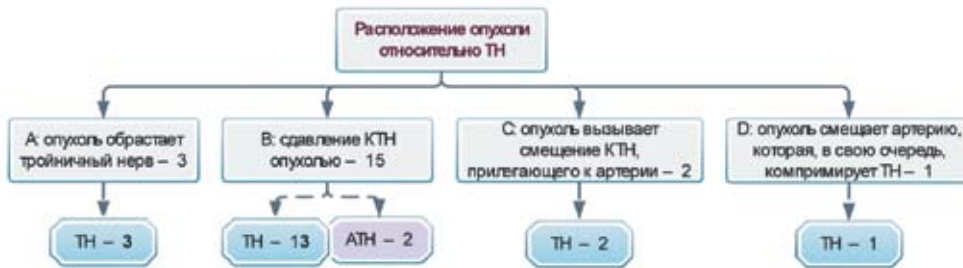 Расположение опухоли
относительно ТН
А: опухоль обрастает
тройничный нерв – 3
В: сдавление КТН
опухолью – 15
С: опухоль вызывает
смещение КТН,
прилегающего к артерии – 2
D: опухоль смещает артерию,
которая, в свою очередь,
компримирует ТН – 1
ТН – 3
ТН – 13
АТН – 2
ТН – 2
ТН – 1